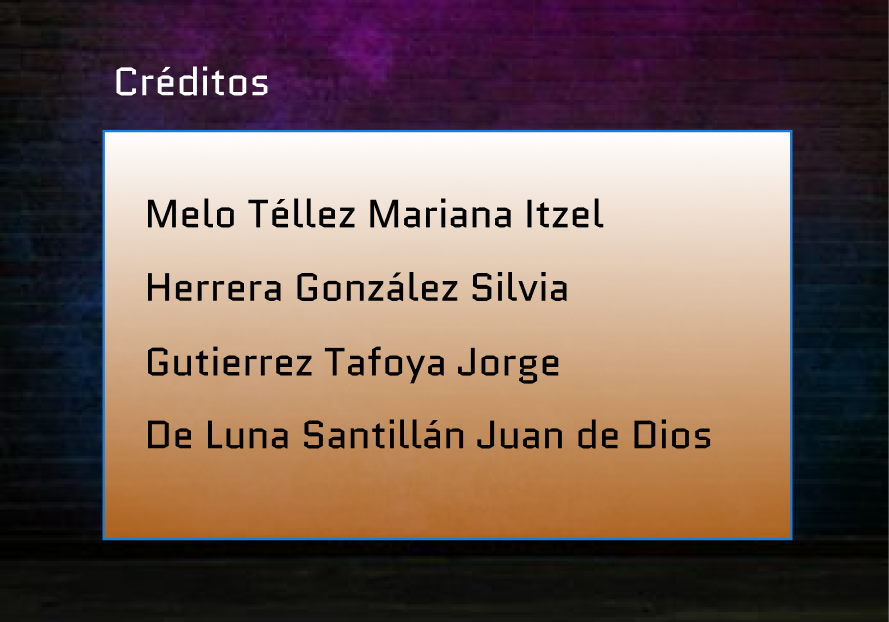 Créditos
Melo Téllez Mariana Itzel
Herrera González Silvia
Gutierrez Tafoya Jorge
De Luna Santillán Juan de Dios